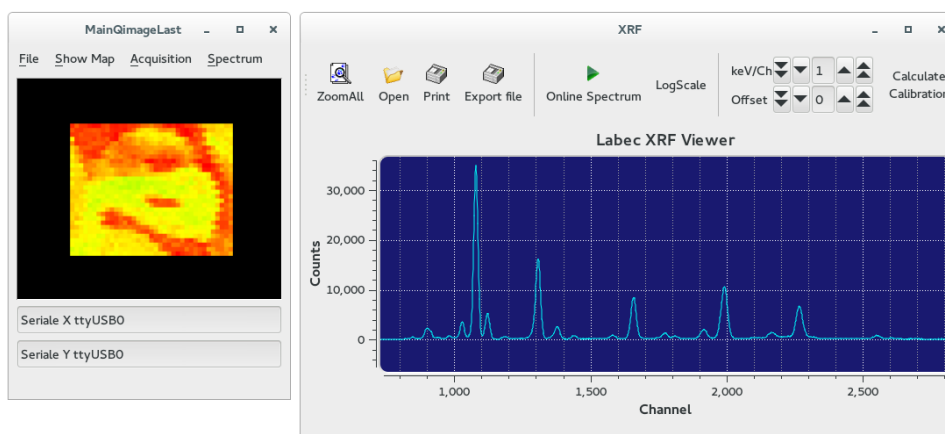 MainQimageLast
File Show Map Acquisition Spectrum
Seriale X ttyUSB0
Seriale Y ttyUSB0
XRF
ZoomAll Open Print Export file Online Spectrum LogScale
keV/Ch 1
Offset 0
Calculate
Calibration
Labec XRF Viewer
Counts
30,000
20,000
10,000
0
1,000 1,500 2,000 2,500
Channel